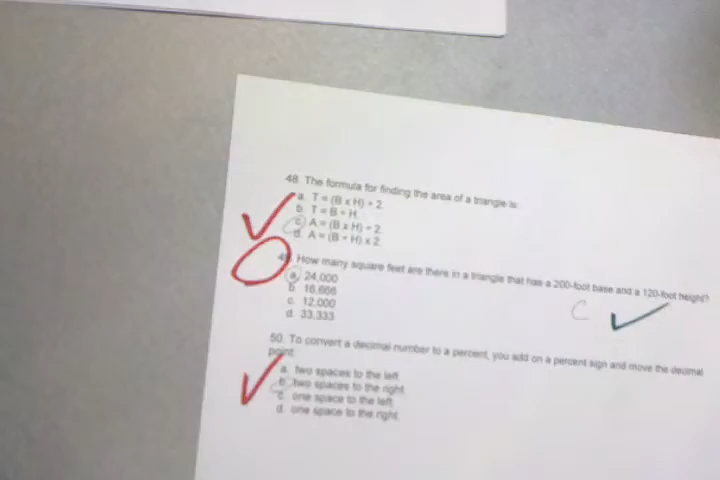 48. The formula for finding the area of a triangle is:
a. T = (B x H) ÷ 2
b. T = B ÷ H
c. A = (B x H) ÷ 2
d. A = (B ÷ H) x 2
49. How many square feet are there in a triangle that has a 200-foot base and a 120-foot height?
a. 24,000
b. 16,666
c. 12,000
C
d. 33,333
50. To convert a decimal number to a percent, you add on a percent sign and move the decimal
point:
a. two spaces to the left
b. two spaces to the right
c. one space to the left
d. one space to the right